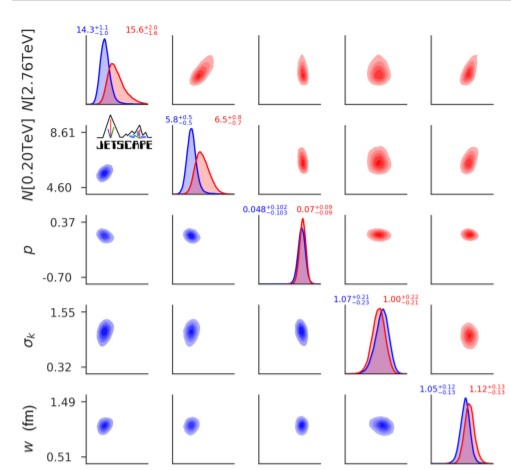 14.3+1.1−1.0 15.6+2.0−1.6
N[2.76TeV]
5.8+0.5−0.5 6.5+0.8−0.7
8.61
JETSCAPE
N[0.20TeV]
4.60
0.048+0.102−0.103 0.07+0.09−0.09
0.37
p
-0.70
1.07+0.21−0.23 1.00+0.22−0.21
1.55
σk
0.32
1.05+0.12−0.13 1.12+0.13−0.13
1.49
w (fm)
0.51